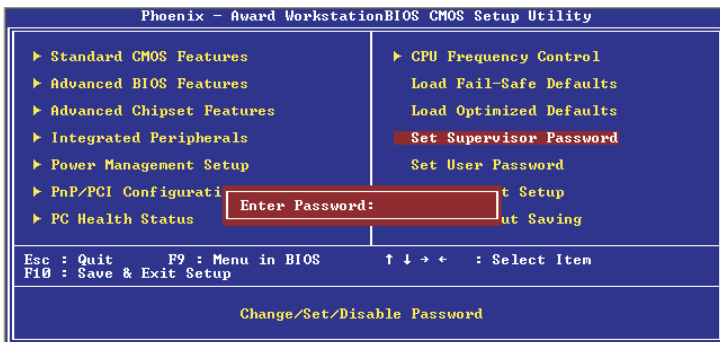 Phoenix - Award WorkstationBIOS CMOS Setup Utility
▶ Standard CMOS Features
▶ Advanced BIOS Features
▶ Advanced Chipset Features
▶ Integrated Peripherals
▶ Power Management Setup
▶ PnP/PCI Configurati
▶ PC Health Status
▶ CPU Frequency Control
Load Fail-Safe Defaults
Load Optimized Defaults
Set Supervisor Password
Set User Password
t Setup
ut Saving
Enter Password:
Esc : Quit F9 : Menu in BIOS ↑ ↓ → ← : Select Item
F10 : Save & Exit Setup
Change/Set/Disable Password